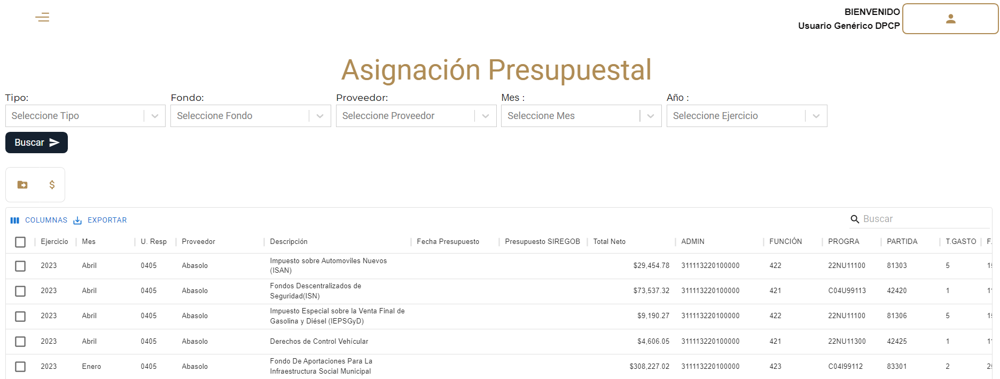 BIENVENIDO
Usuario Genérico DPCP
Asignación Presupuestal
Tipo: Fondo: Proveedor: Mes : Año :
Seleccione Tipo Seleccione Fondo Seleccione Proveedor Seleccione Mes Seleccione Ejercicio
Buscar
$
COLUMNAS EXPORTAR Buscar
Ejercicio Mes U. Resp Proveedor Descripción Fecha Presupuesto Presupuesto SIREGOB Total Neto ADMIN FUNCIÓN PROGRA PARTIDA T.GASTO F.
2023 Abril 0405 Abasolo Impuesto sobre Automoviles Nuevos (ISAN) $29,454.78 311113220100000 422 22NU11100 81303 5
2023 Abril 0405 Abasolo Fondos Descentralizados de Seguridad(ISN) $73,537.32 311113220100000 421 C04U99113 42420 1
2023 Abril 0405 Abasolo Impuesto Especial sobre la Venta Final de Gasolina y Diésel (IEPSGyD) $9,190.27 311113220100000 422 22NU11100 81306 5
2023 Abril 0405 Abasolo Derechos de Control Vehícular $4,606.05 311113220100000 421 22NU11300 42425 1
2023 Enero 0405 Abasolo Fondo De Aportaciones Para La Infraestructura Social Municipal $308,227.02 311113220100000 423 C04I99112 83301 2